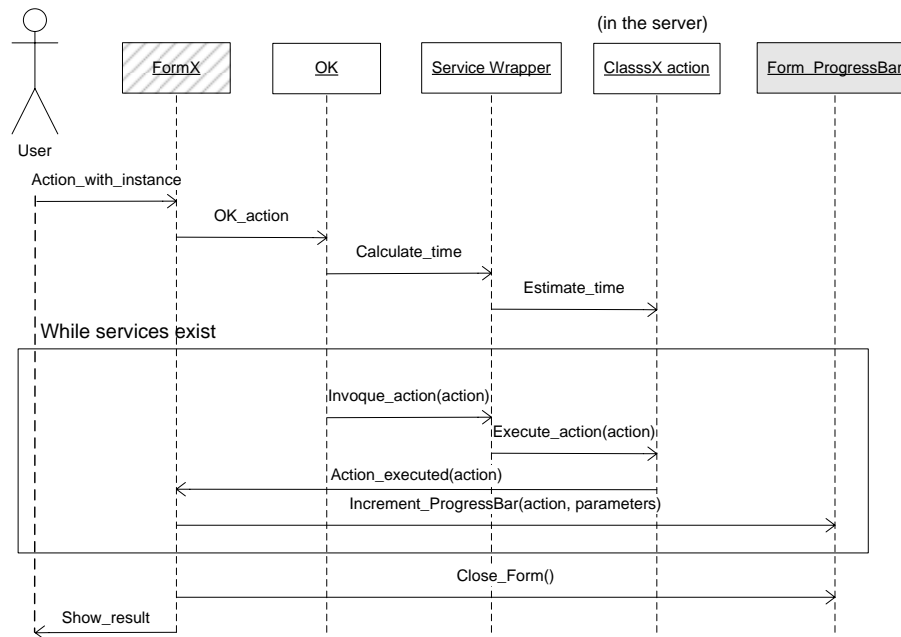 (in the server)
FormX
OK
Service Wrapper
ClasssX action
Form_ProgressBar
User
Action_with_instance
OK_action
Calculate_time
Estimate_time
While services exist
Invoque_action(action)
Execute_action(action)
Action_executed(action)
Increment_ProgressBar(action, parameters)
Close_Form()
Show_result